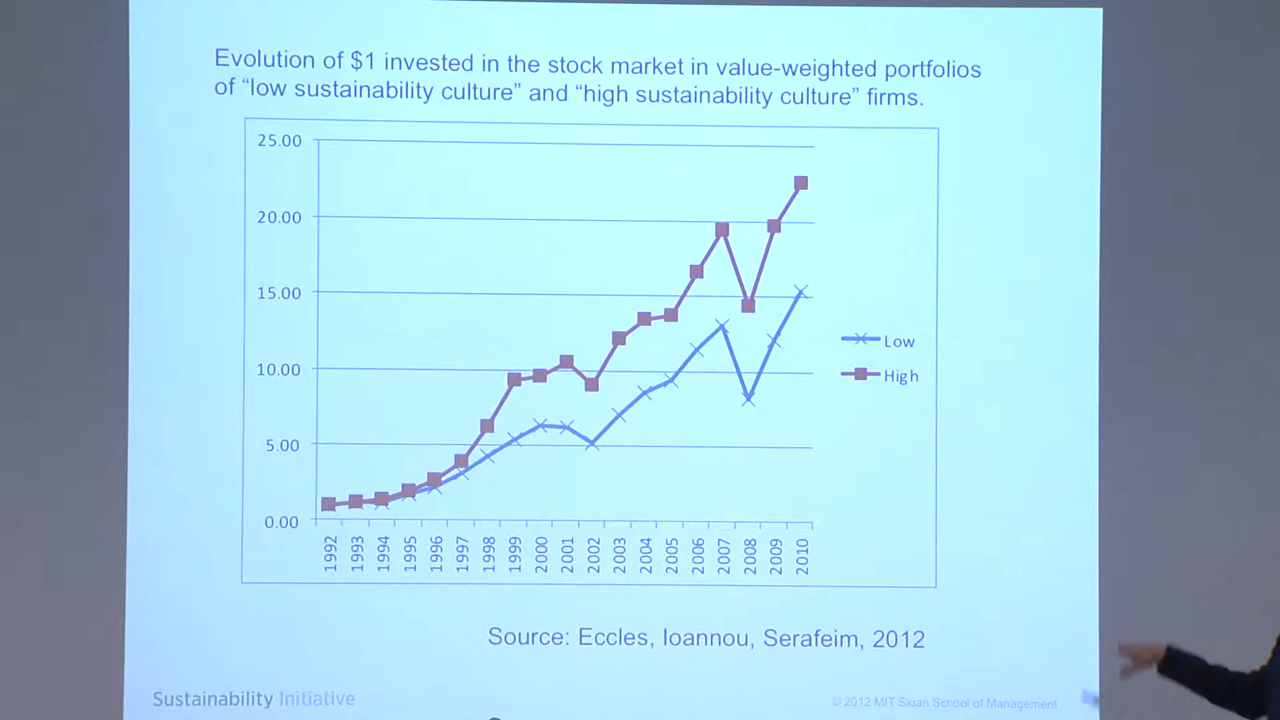 Evolution of $1 invested in the stock market in value-weighted portfolios
of “low sustainability culture” and “high sustainability culture” firms.
25.00
20.00
15.00
10.00
5.00
0.00
1992 1993 1994 1995 1996 1997 1998 1999 2000 2001 2002 2003 2004 2005 2006 2007 2008 2009 2010
Low
High
Source: Eccles, Ioannou, Serafeim, 2012
Sustainability Initiative
© 2012 MIT Sloan School of Management